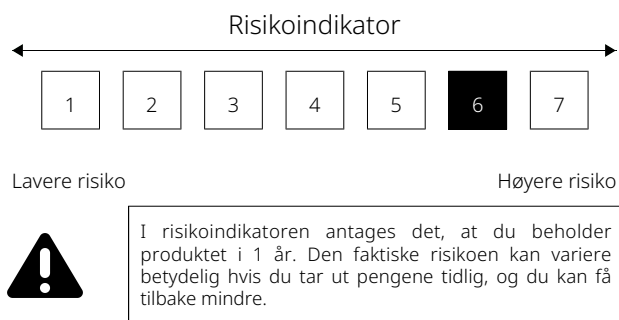 Risikoindikator
1 2 3 4 5 6 7
Lavere risiko Høyere risiko
I risikoindikatoren antages det, at du beholder
produktet i 1 år. Den faktiske risikoen kan variere
betydelig hvis du tar ut pengene tidlig, og du kan få
tilbake mindre.